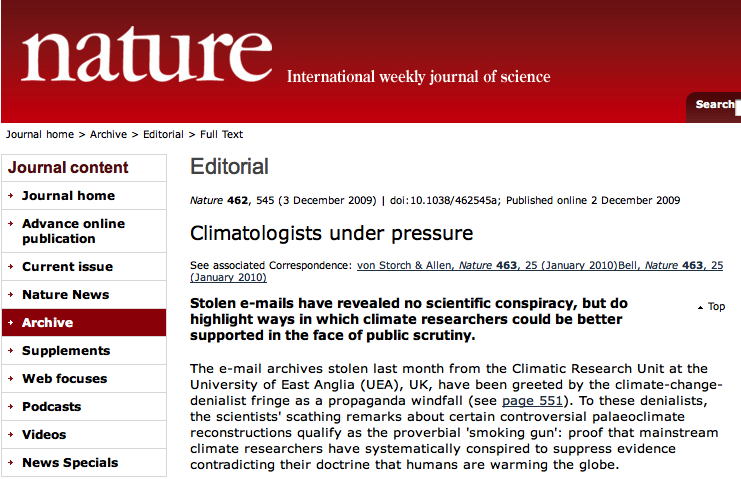 nature International weekly journal of science
Search
Journal home > Archive > Editorial > Full Text
Journal content
Journal home
Advance online
publication
Current issue
Nature News
Archive
Supplements
Web focuses
Podcasts
Videos
News Specials
Editorial
Nature 462, 545 (3 December 2009) | doi:10.1038/462545a; Published online 2 December 2009
Climatologists under pressure
See associated Correspondence: von Storch & Allen, Nature 463, 25 (January 2010)Bell, Nature 463, 25
(January 2010)
Stolen e-mails have revealed no scientific conspiracy, but do
highlight ways in which climate researchers could be better
supported in the face of public scrutiny.
Top
The e-mail archives stolen last month from the Climatic Research Unit at the
University of East Anglia (UEA), UK, have been greeted by the climate-change-
denialist fringe as a propaganda windfall (see page 551). To these denialists,
the scientists' scathing remarks about certain controversial palaeoclimate
reconstructions qualify as the proverbial 'smoking gun': proof that mainstream
climate researchers have systematically conspired to suppress evidence
contradicting their doctrine that humans are warming the globe.